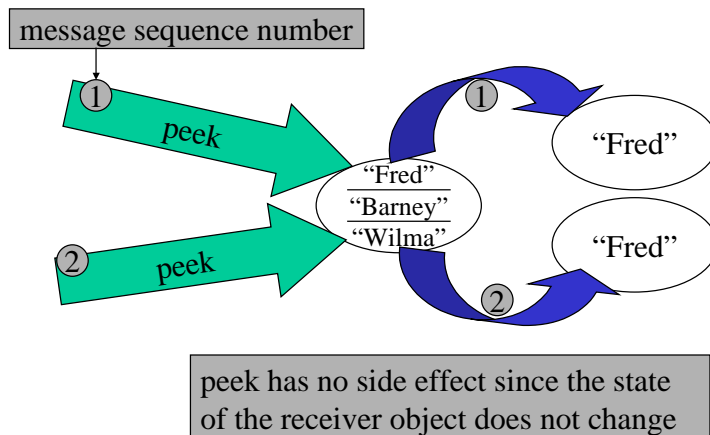 message sequence number
1
peek
1
“Fred”
“Fred”
“Barney”
“Wilma”
2
peek
2
“Fred”
peek has no side effect since the state
of the receiver object does not change